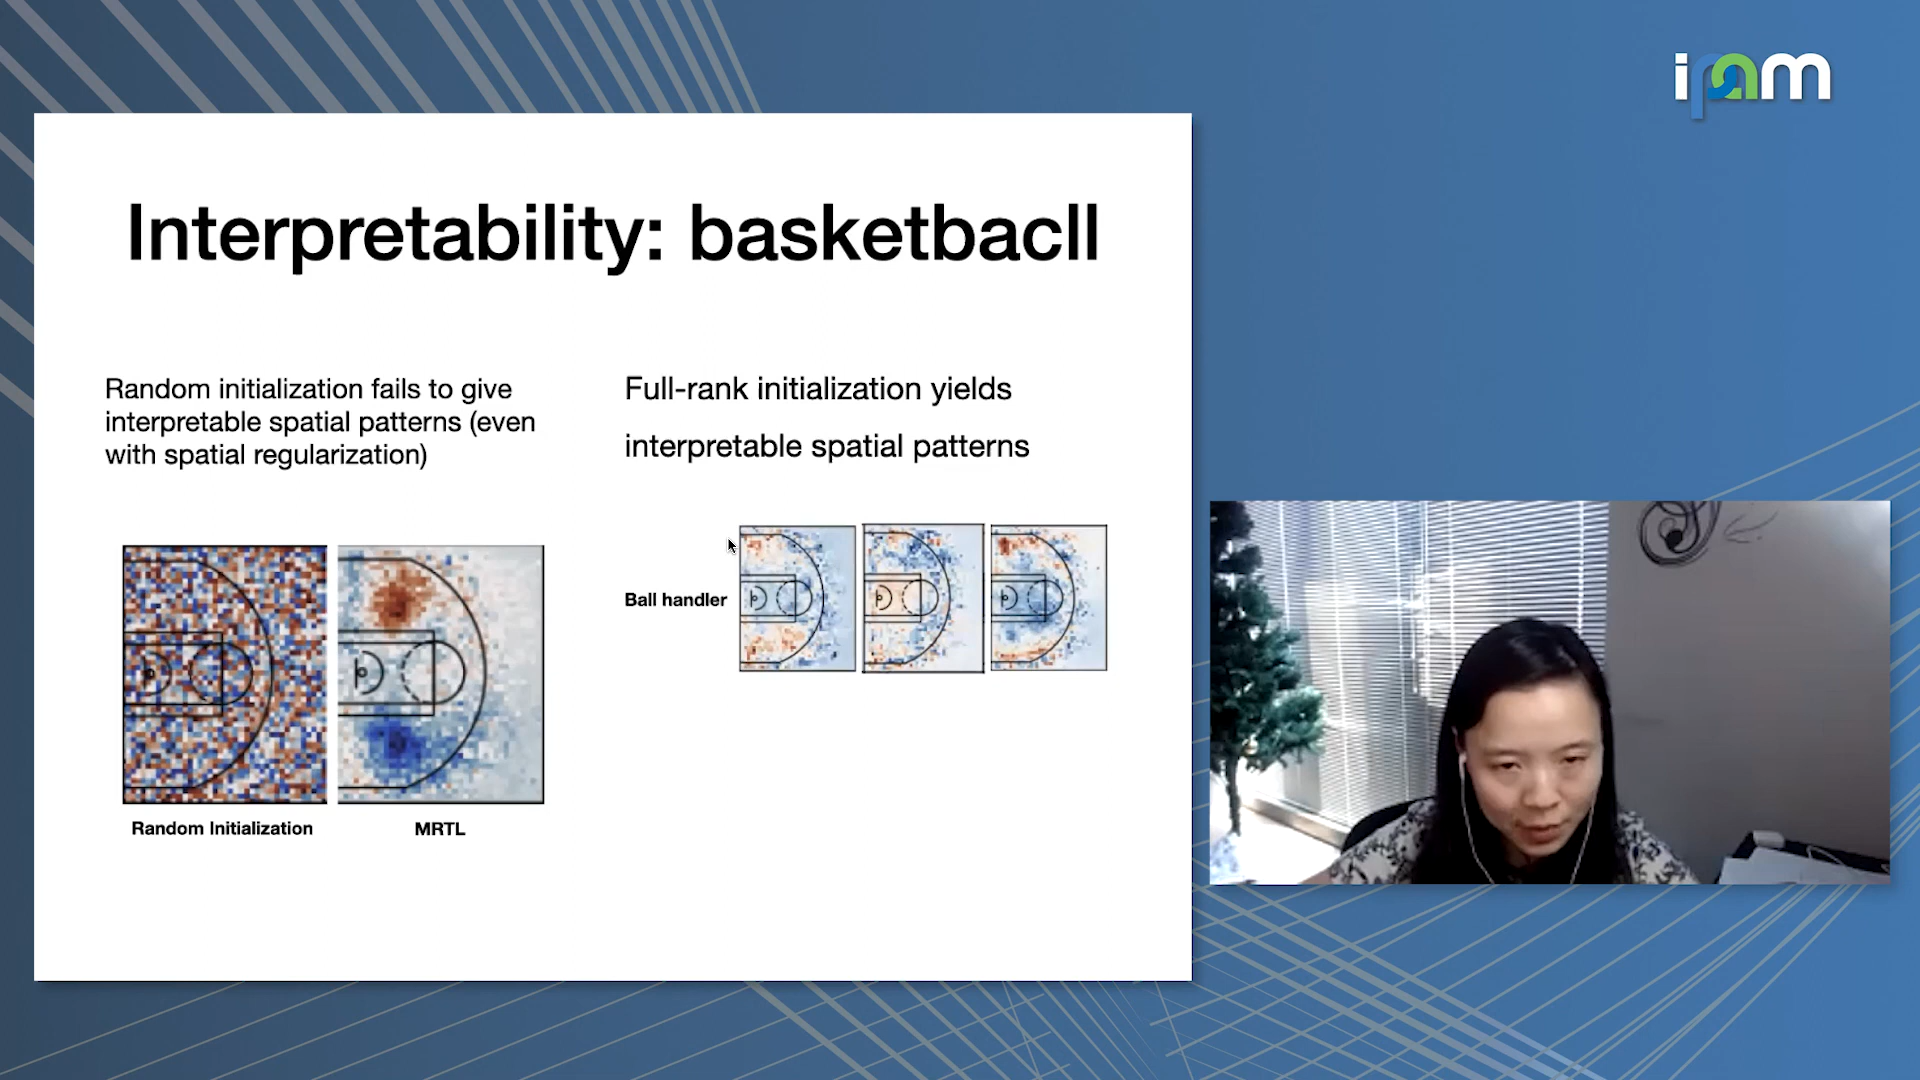 ipam
Interpretability: basketbacll
Random initialization fails to give
interpretable spatial patterns (even
with spatial regularization)
Full-rank initialization yields
interpretable spatial patterns
Ball handler
Random Initialization
MRTL